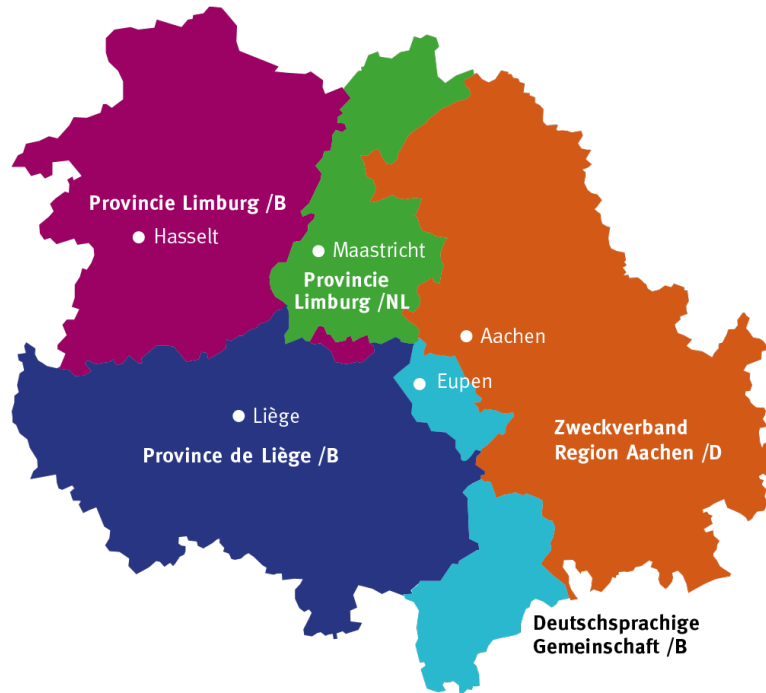 Provincie Limburg /B
Hasselt
Maastricht
Provincie
Limburg /NL
Aachen
Eupen
Liège
Province de Liège /B
Zweckverband
Region Aachen /D
Deutschsprachige
Gemeinschaft /B